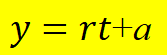 y = rt+a